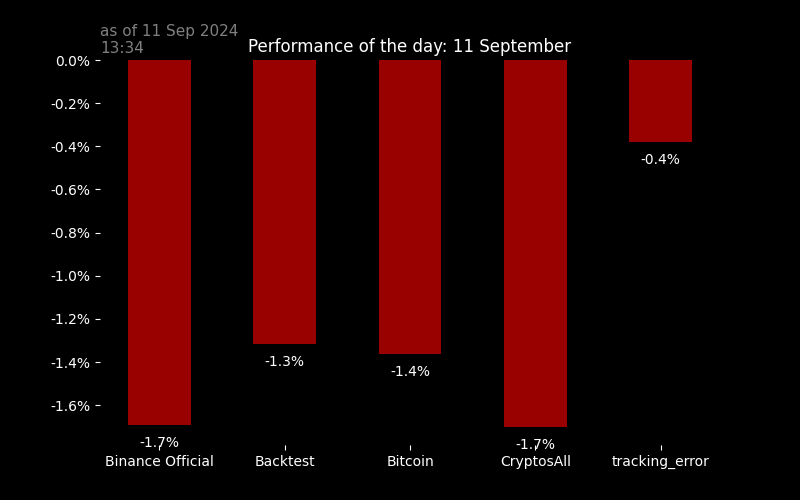 as of 11 Sep 2024
13:34
Performance of the day: 11 September
0.0%
-0.2%
-0.4%
-0.6%
-0.8%
-1.0%
-1.2%
-1.4%
-1.6%
-1.7%
-1.3%
-1.4%
-1.7%
-0.4%
Binance Official
Backtest
Bitcoin
CryptosAll
tracking_error